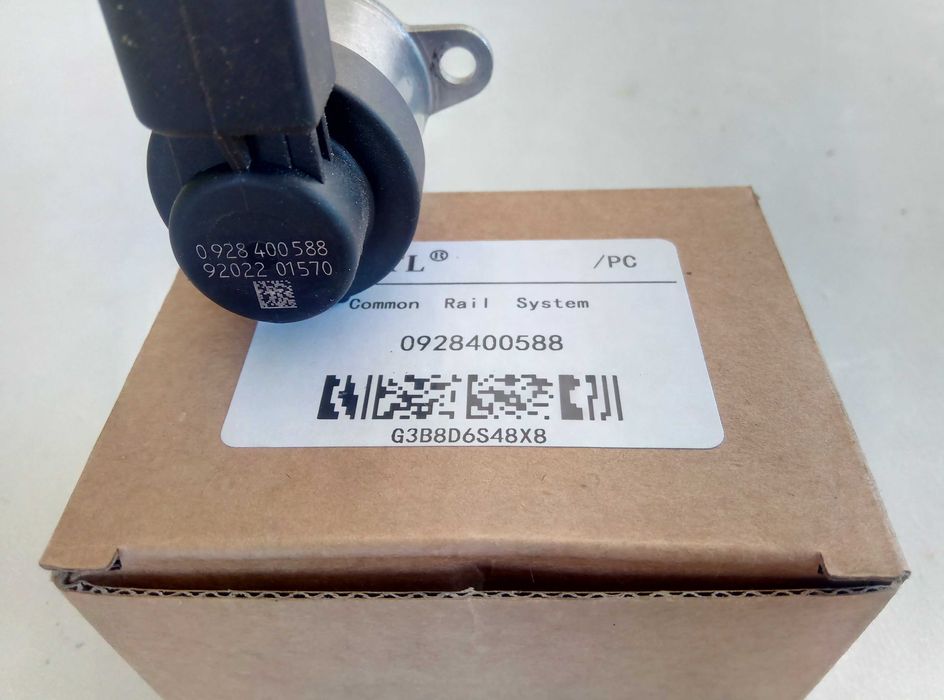 0 928 400 588
92022 01570
L® /PC
Common Rail System
0928400588
G3B8D6S48X8